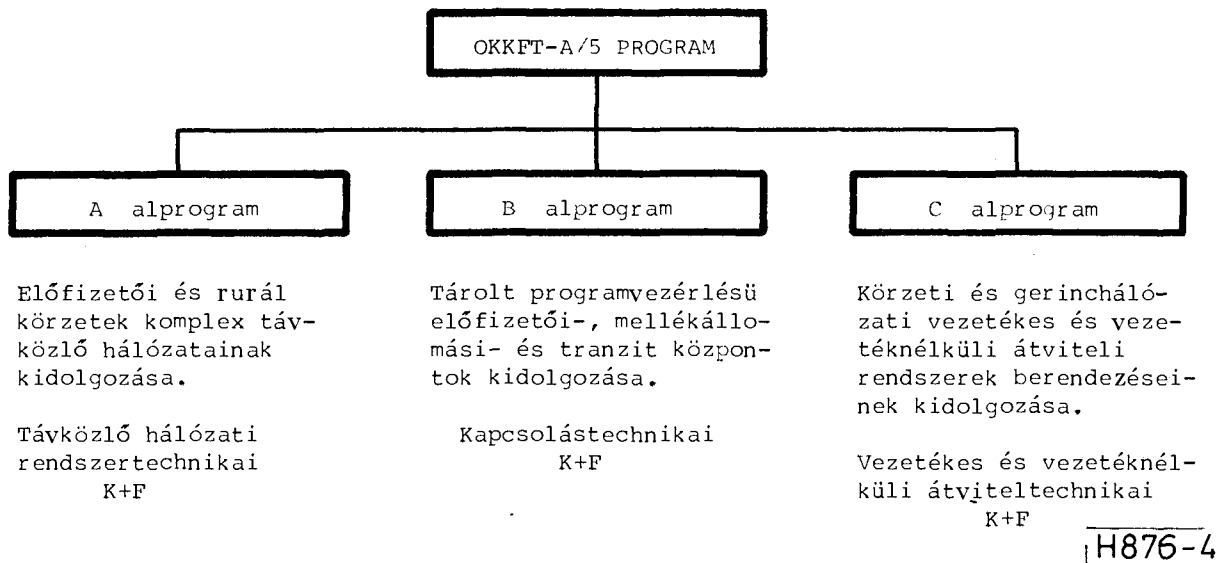 OKKFT-A/5 PROGRAM
A alprogram
Előfizetői és rurál
körzetek komplex táv-
közlő hálózatainak
kidolgozása.
Távközlő hálózati
rendszertechnikai
K+F
B alprogram
Tárolt programvezérlésü
előfizetői-, mellékállo-
mási- és tranzit közpon-
tok kidolgozása.
Kapcsolástechnikai
K+F
C alprogram
Körzeti és gerincháló-
zati vezetékes és veze-
téknélküli átviteli
rendszerek berendezései-
nek kidolgozása.
Vezetékes és vezetéknél-
küli átviteltechnikai
K+F
H876-4